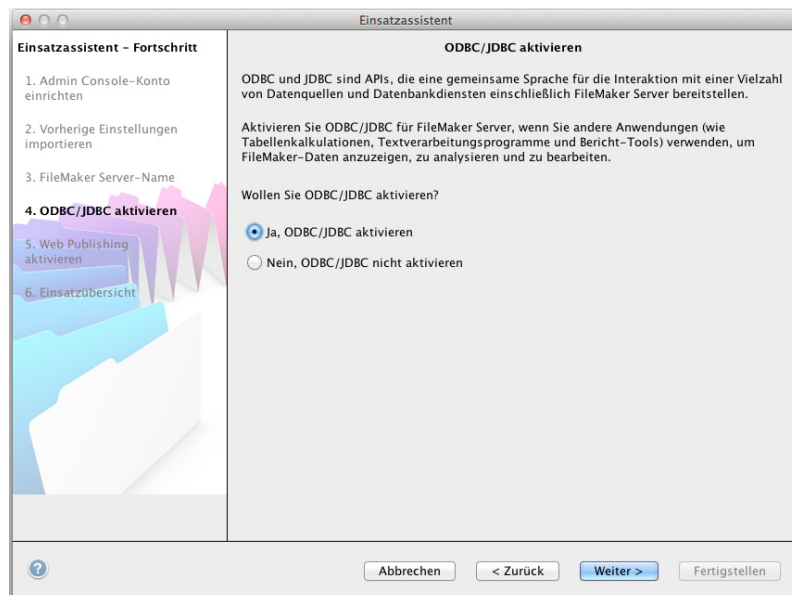 Einsatzassistent
Einsatzassistent – Fortschritt
1. Admin Console-Konto
einrichten
2. Vorherige Einstellungen
importieren
3. FileMaker Server-Name
4. ODBC/JDBC aktivieren
5. Web Publishing
aktivieren
6. Einsatzübersicht
ODBC/JDBC aktivieren
ODBC und JDBC sind APIs, die eine gemeinsame Sprache für die Interaktion mit einer Vielzahl
von Datenquellen und Datenbankdiensten einschließlich FileMaker Server bereitstellen.
Aktivieren Sie ODBC/JDBC für FileMaker Server, wenn Sie andere Anwendungen (wie
Tabellenkalkulationen, Textverarbeitungsprogramme und Bericht-Tools) verwenden, um
FileMaker-Daten anzuzeigen, zu analysieren und zu bearbeiten.
Wollen Sie ODBC/JDBC aktivieren?
Ja, ODBC/JDBC aktivieren
Nein, ODBC/JDBC nicht aktivieren
? Abbrechen < Zurück Weiter > Fertigstellen